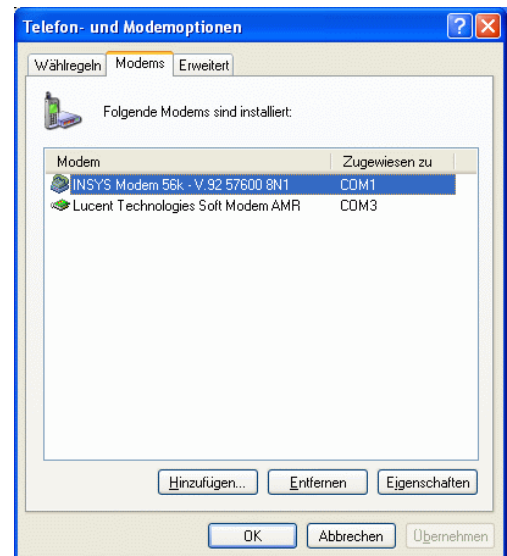 Telefon- und Modemoptionen
Wählregeln Modems Erweitert
Folgende Modems sind installiert:
Modem Zugewiesen zu
INSYS Modem 56k - V.92 57600 8N1 COM1
Lucent Technologies Soft Modem AMR COM3
Hinzufügen... Entfernen Eigenschaften
OK Abbrechen Übernehmen